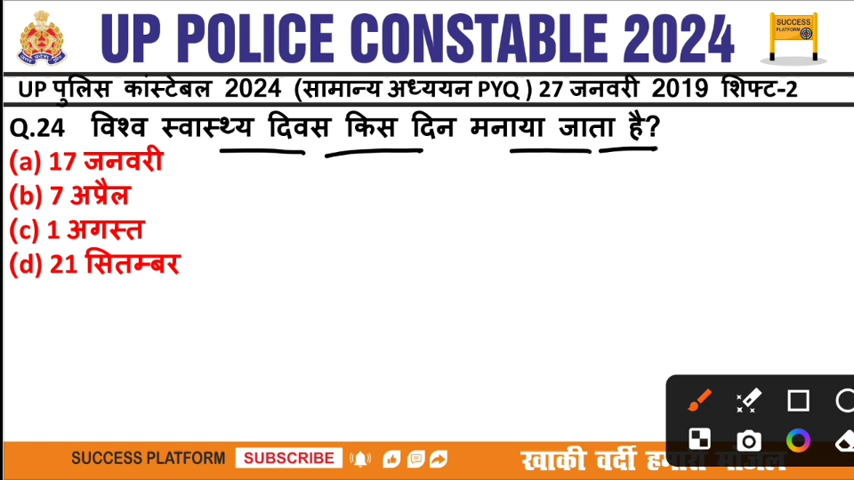 UP POLICE CONSTABLE 2024
SUCCESS
PLATFORM
UP पुलिस कांस्टेबल 2024 (सामान्य अध्ययन PYQ ) 27 जनवरी 2019 शिफ्ट-2
Q.24 विश्व स्वास्थ्य दिवस किस दिन मनाया जाता है?
(a) 17 जनवरी
(b) 7 अप्रैल
(c) 1 अगस्त
(d) 21 सितम्बर
SUCCESS PLATFORM SUBSCRIBE खाकी वर्दी हमारी मंजिल